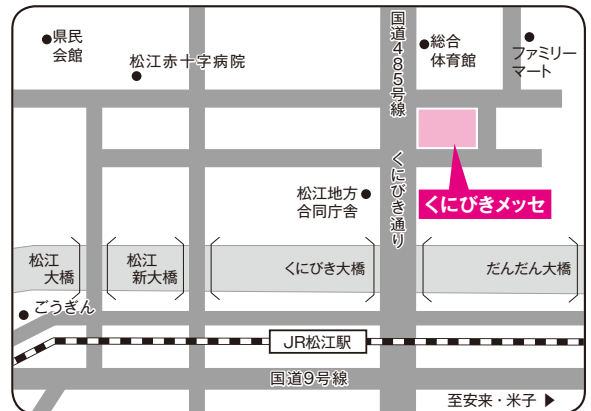 県民
会館
松江赤十字病院
国道485号線
総合
体育館
ファミリー
マート
くにびき通り
松江地方
合同庁舎
くにびきメッセ
松江
大橋
松江
新大橋
くにびき大橋
だんだん大橋
ごうぎん
JR松江駅
国道9号線
至安来・米子 ▶